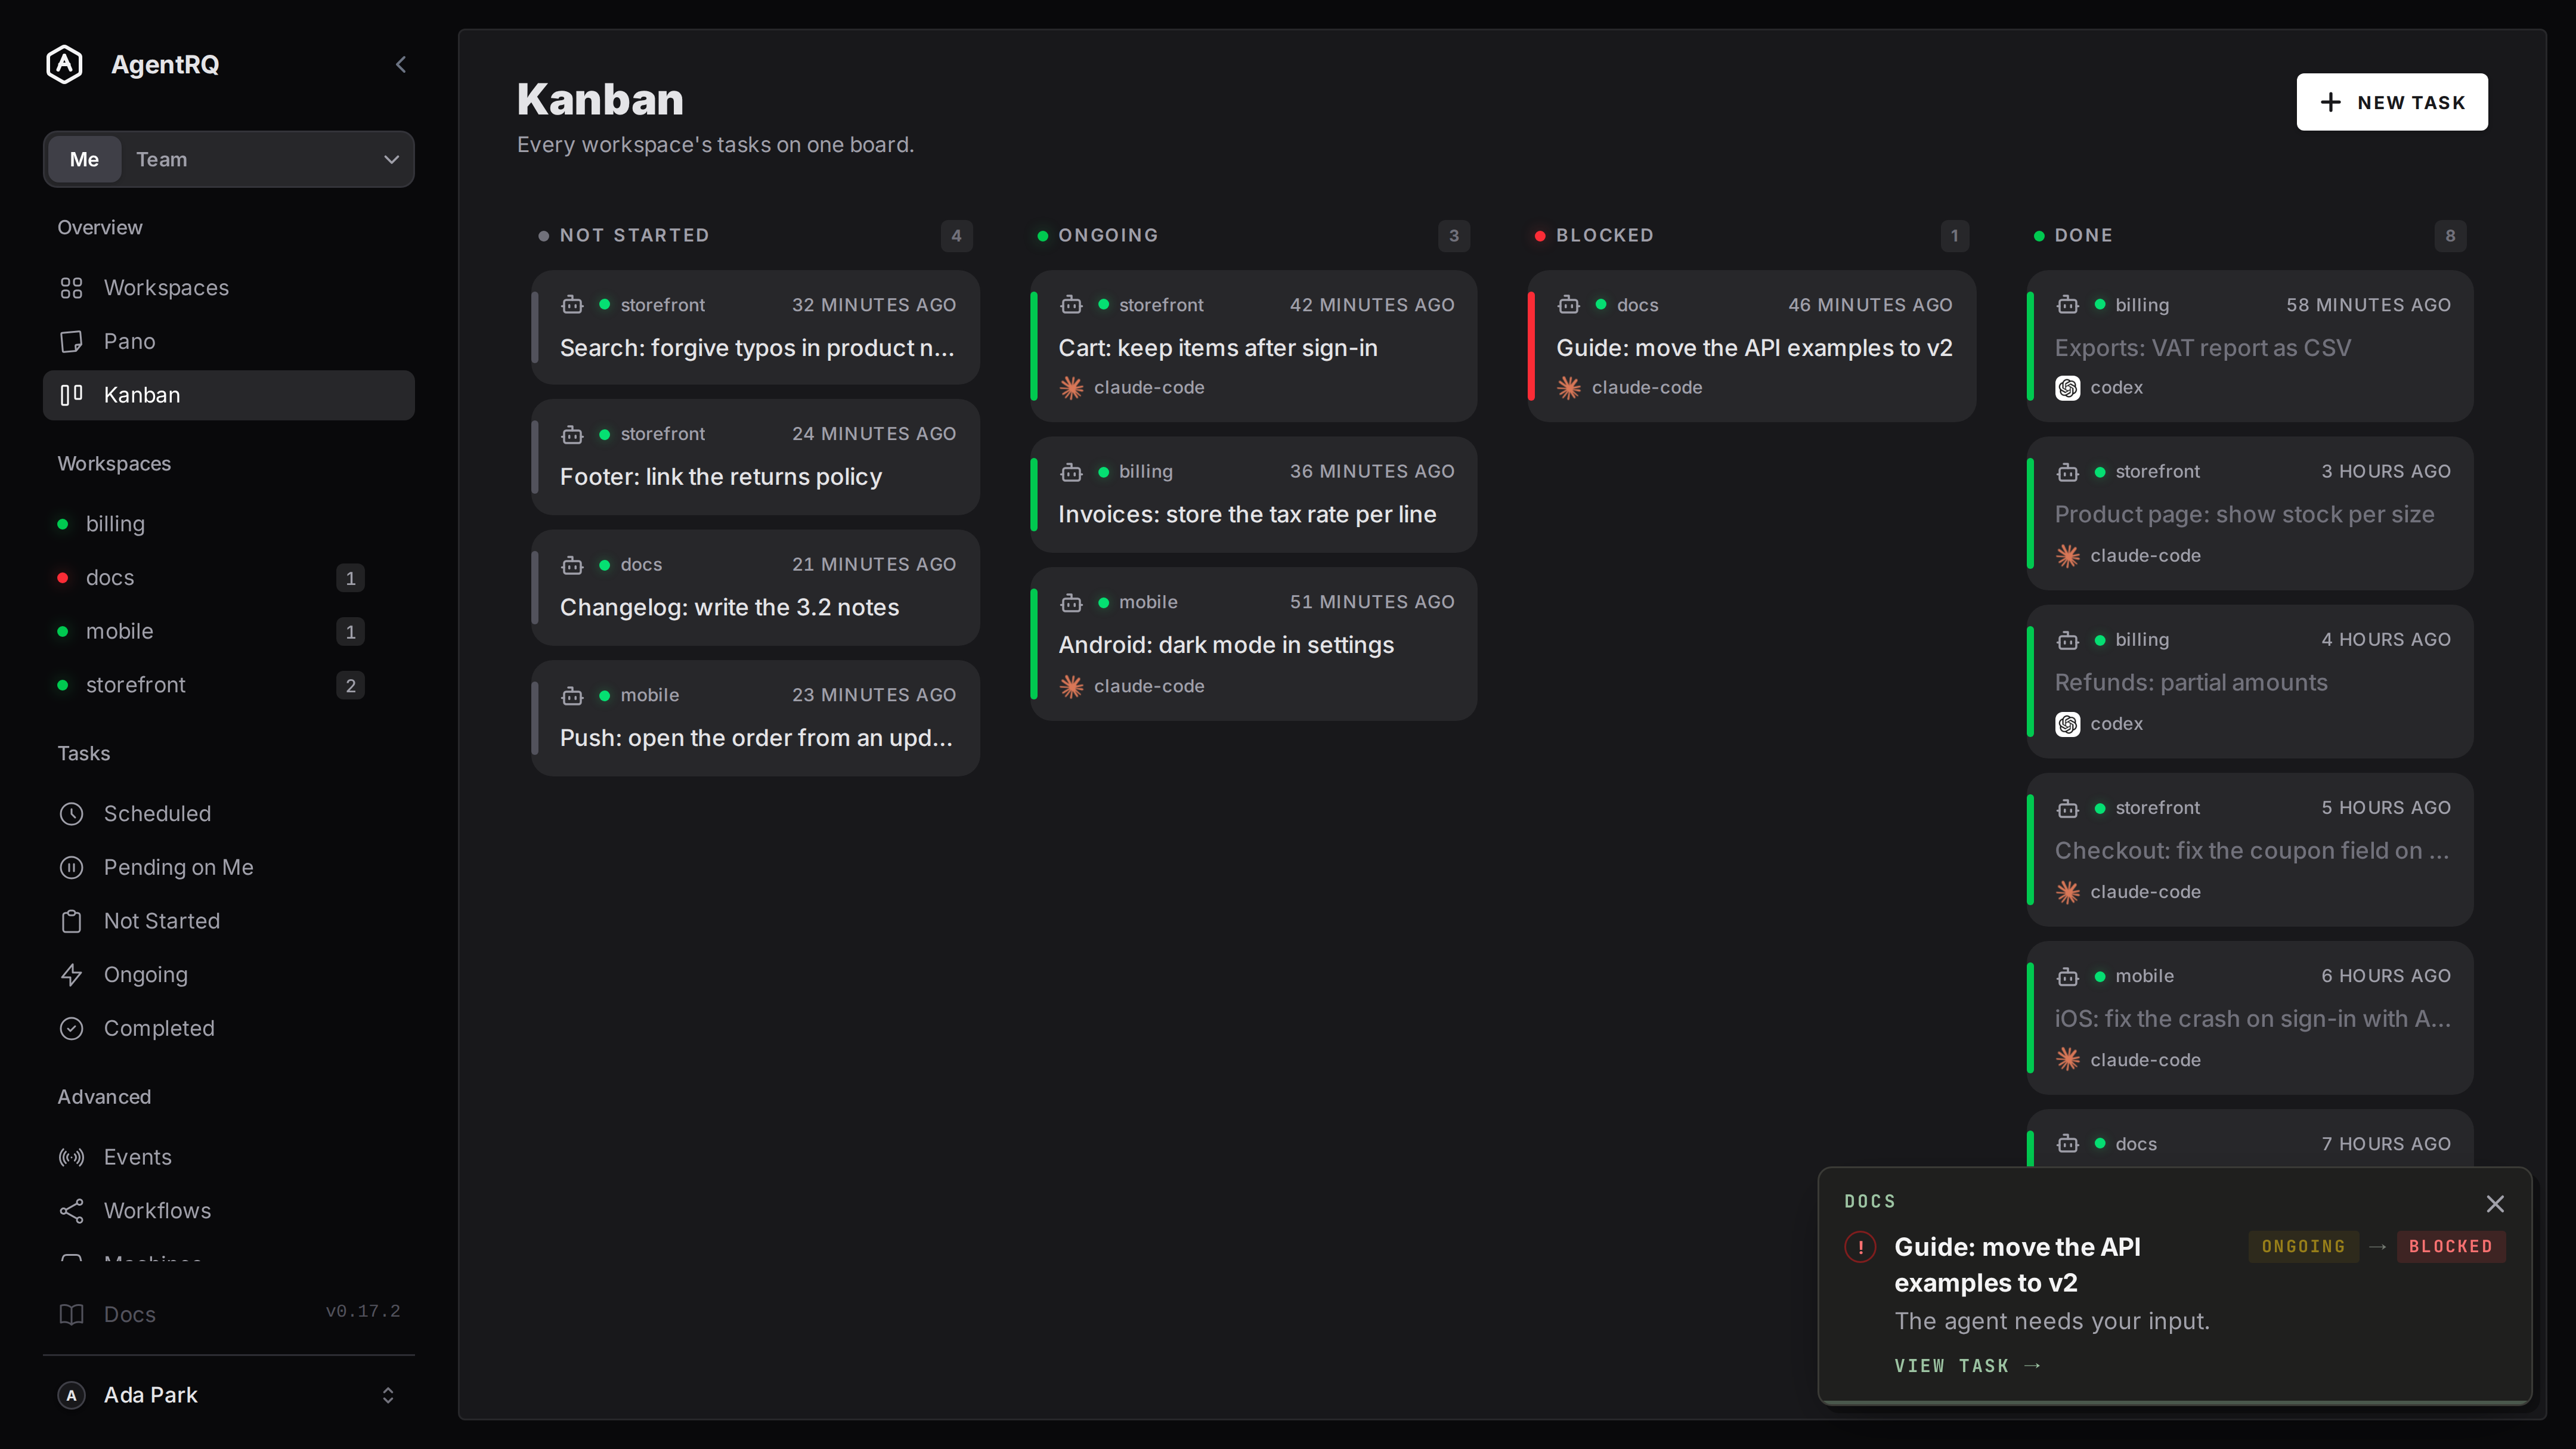 AgentRQ
Me
Team
Overview
Workspaces
Pano
Kanban
Workspaces
billing
docs 1
mobile 1
storefront 2
Tasks
Scheduled
Pending on Me
Not Started
Ongoing
Completed
Advanced
Events
Workflows
Docs v0.17.2
A Ada Park
Kanban
Every workspace's tasks on one board.
NEW TASK
NOT STARTED 4
storefront 32 MINUTES AGO
Search: forgive typos in product n...
storefront 24 MINUTES AGO
Footer: link the returns policy
docs 21 MINUTES AGO
Changelog: write the 3.2 notes
mobile 23 MINUTES AGO
Push: open the order from an upd...
ONGOING 3
storefront 42 MINUTES AGO
Cart: keep items after sign-in
claude-code
billing 36 MINUTES AGO
Invoices: store the tax rate per line
mobile 51 MINUTES AGO
Android: dark mode in settings
claude-code
BLOCKED 1
docs 46 MINUTES AGO
Guide: move the API examples to v2
claude-code
DONE 8
billing 58 MINUTES AGO
Exports: VAT report as CSV
codex
storefront 3 HOURS AGO
Product page: show stock per size
claude-code
billing 4 HOURS AGO
Refunds: partial amounts
codex
storefront 5 HOURS AGO
Checkout: fix the coupon field on ...
claude-code
mobile 6 HOURS AGO
iOS: fix the crash on sign-in with A...
claude-code
docs 7 HOURS AGO
DOCS
! Guide: move the API
examples to v2
ONGOING → BLOCKED
The agent needs your input.
VIEW TASK →